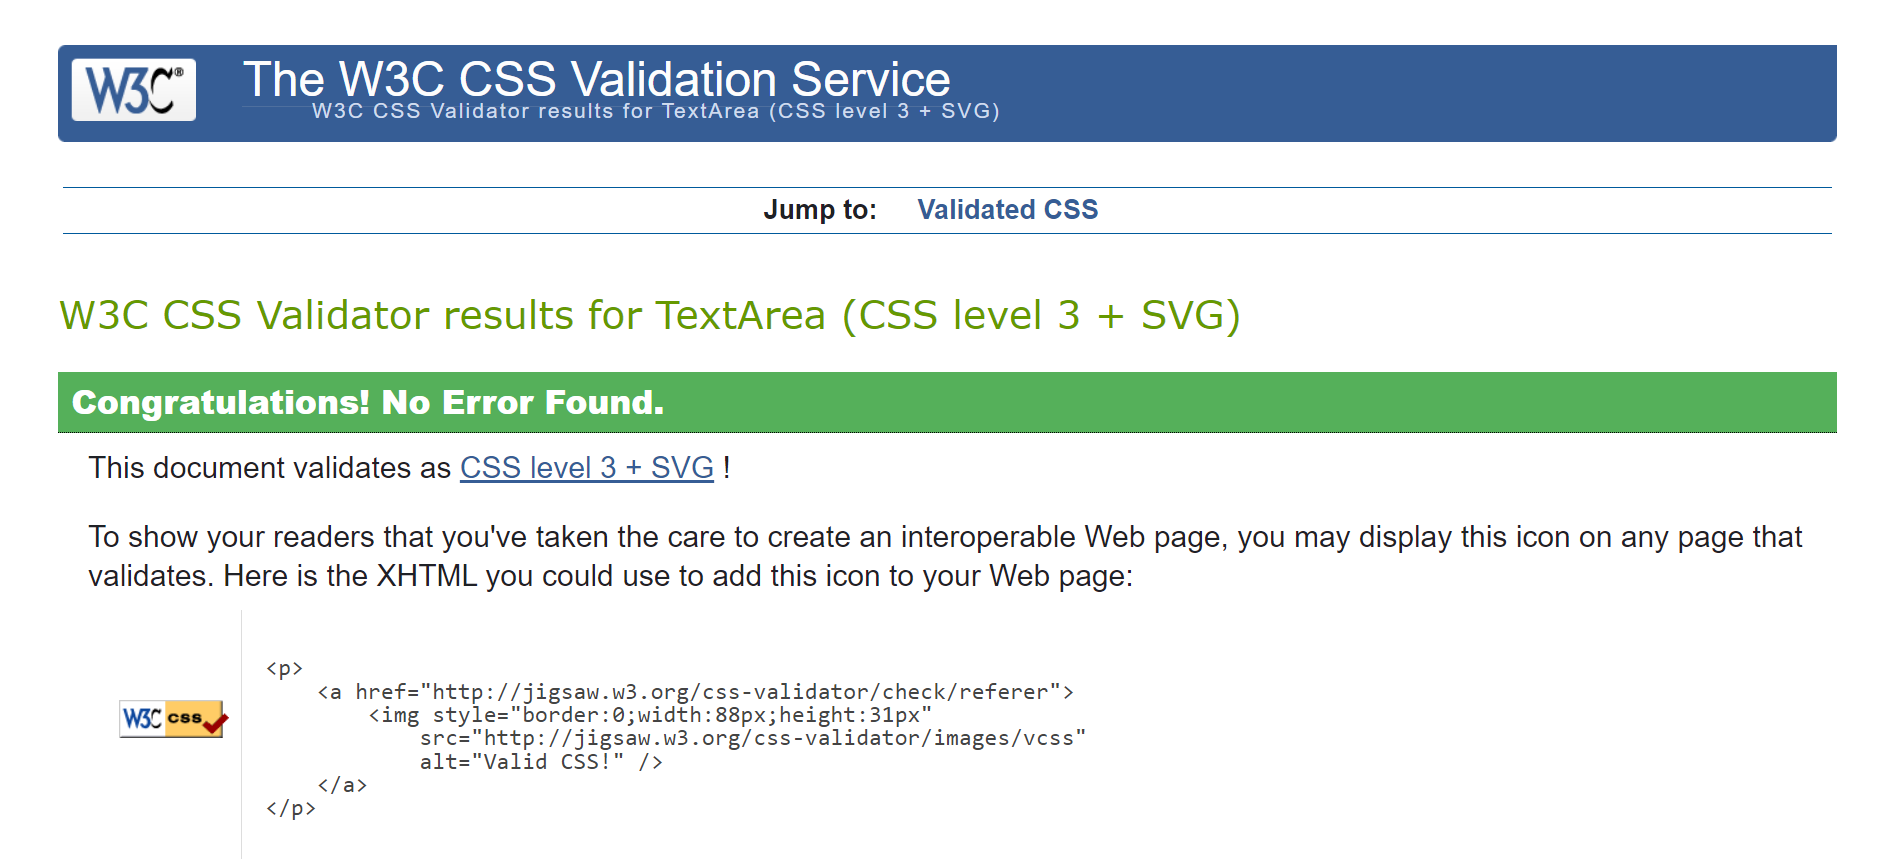 W3C®
The W3C CSS Validation Service
W3C CSS Validator results for TextArea (CSS level 3 + SVG)
Jump to: Validated CSS
W3C CSS Validator results for TextArea (CSS level 3 + SVG)
Congratulations! No Error Found.
This document validates as CSS level 3 + SVG !
To show your readers that you've taken the care to create an interoperable Web page, you may display this icon on any page that
validates. Here is the XHTML you could use to add this icon to your Web page:
W3C css
<p>
    <a href="http://jigsaw.w3.org/css-validator/check/referer">
        <img style="border:0;width:88px;height:31px"
            src="http://jigsaw.w3.org/css-validator/images/vcss"
            alt="Valid CSS!" />
    </a>
</p>